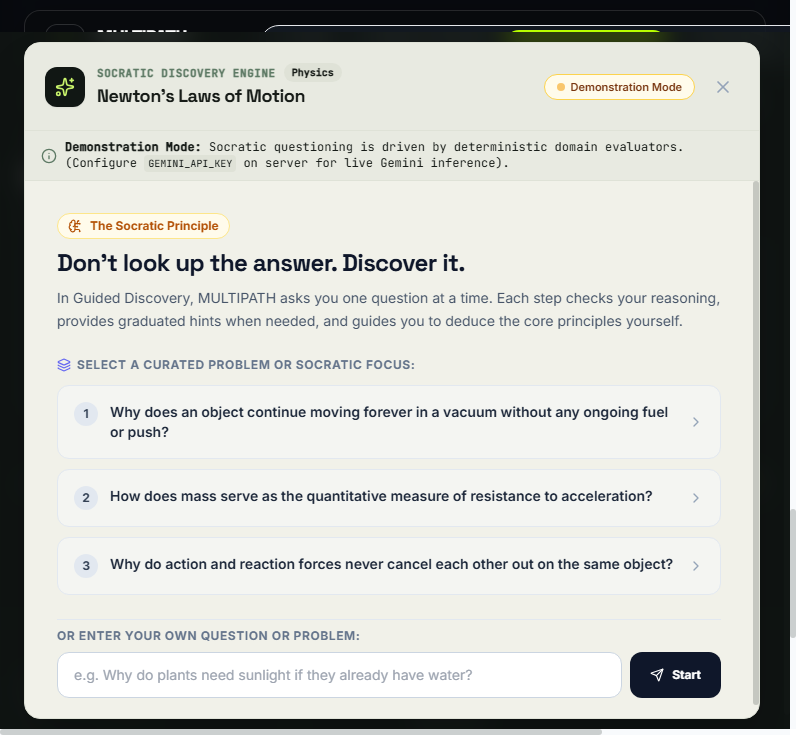 SOCRATIC DISCOVERY ENGINE Physics
Newton's Laws of Motion
Demonstration Mode
Demonstration Mode: Socratic questioning is driven by deterministic domain evaluators.
(Configure GEMINI_API_KEY on server for live Gemini inference).
The Socratic Principle
Don't look up the answer. Discover it.
In Guided Discovery, MULTIPATH asks you one question at a time. Each step checks your reasoning,
provides graduated hints when needed, and guides you to deduce the core principles yourself.
SELECT A CURATED PROBLEM OR SOCRATIC FOCUS:
1 Why does an object continue moving forever in a vacuum without any ongoing fuel
or push?
2 How does mass serve as the quantitative measure of resistance to acceleration?
3 Why do action and reaction forces never cancel each other out on the same object?
OR ENTER YOUR OWN QUESTION OR PROBLEM:
e.g. Why do plants need sunlight if they already have water?
Start